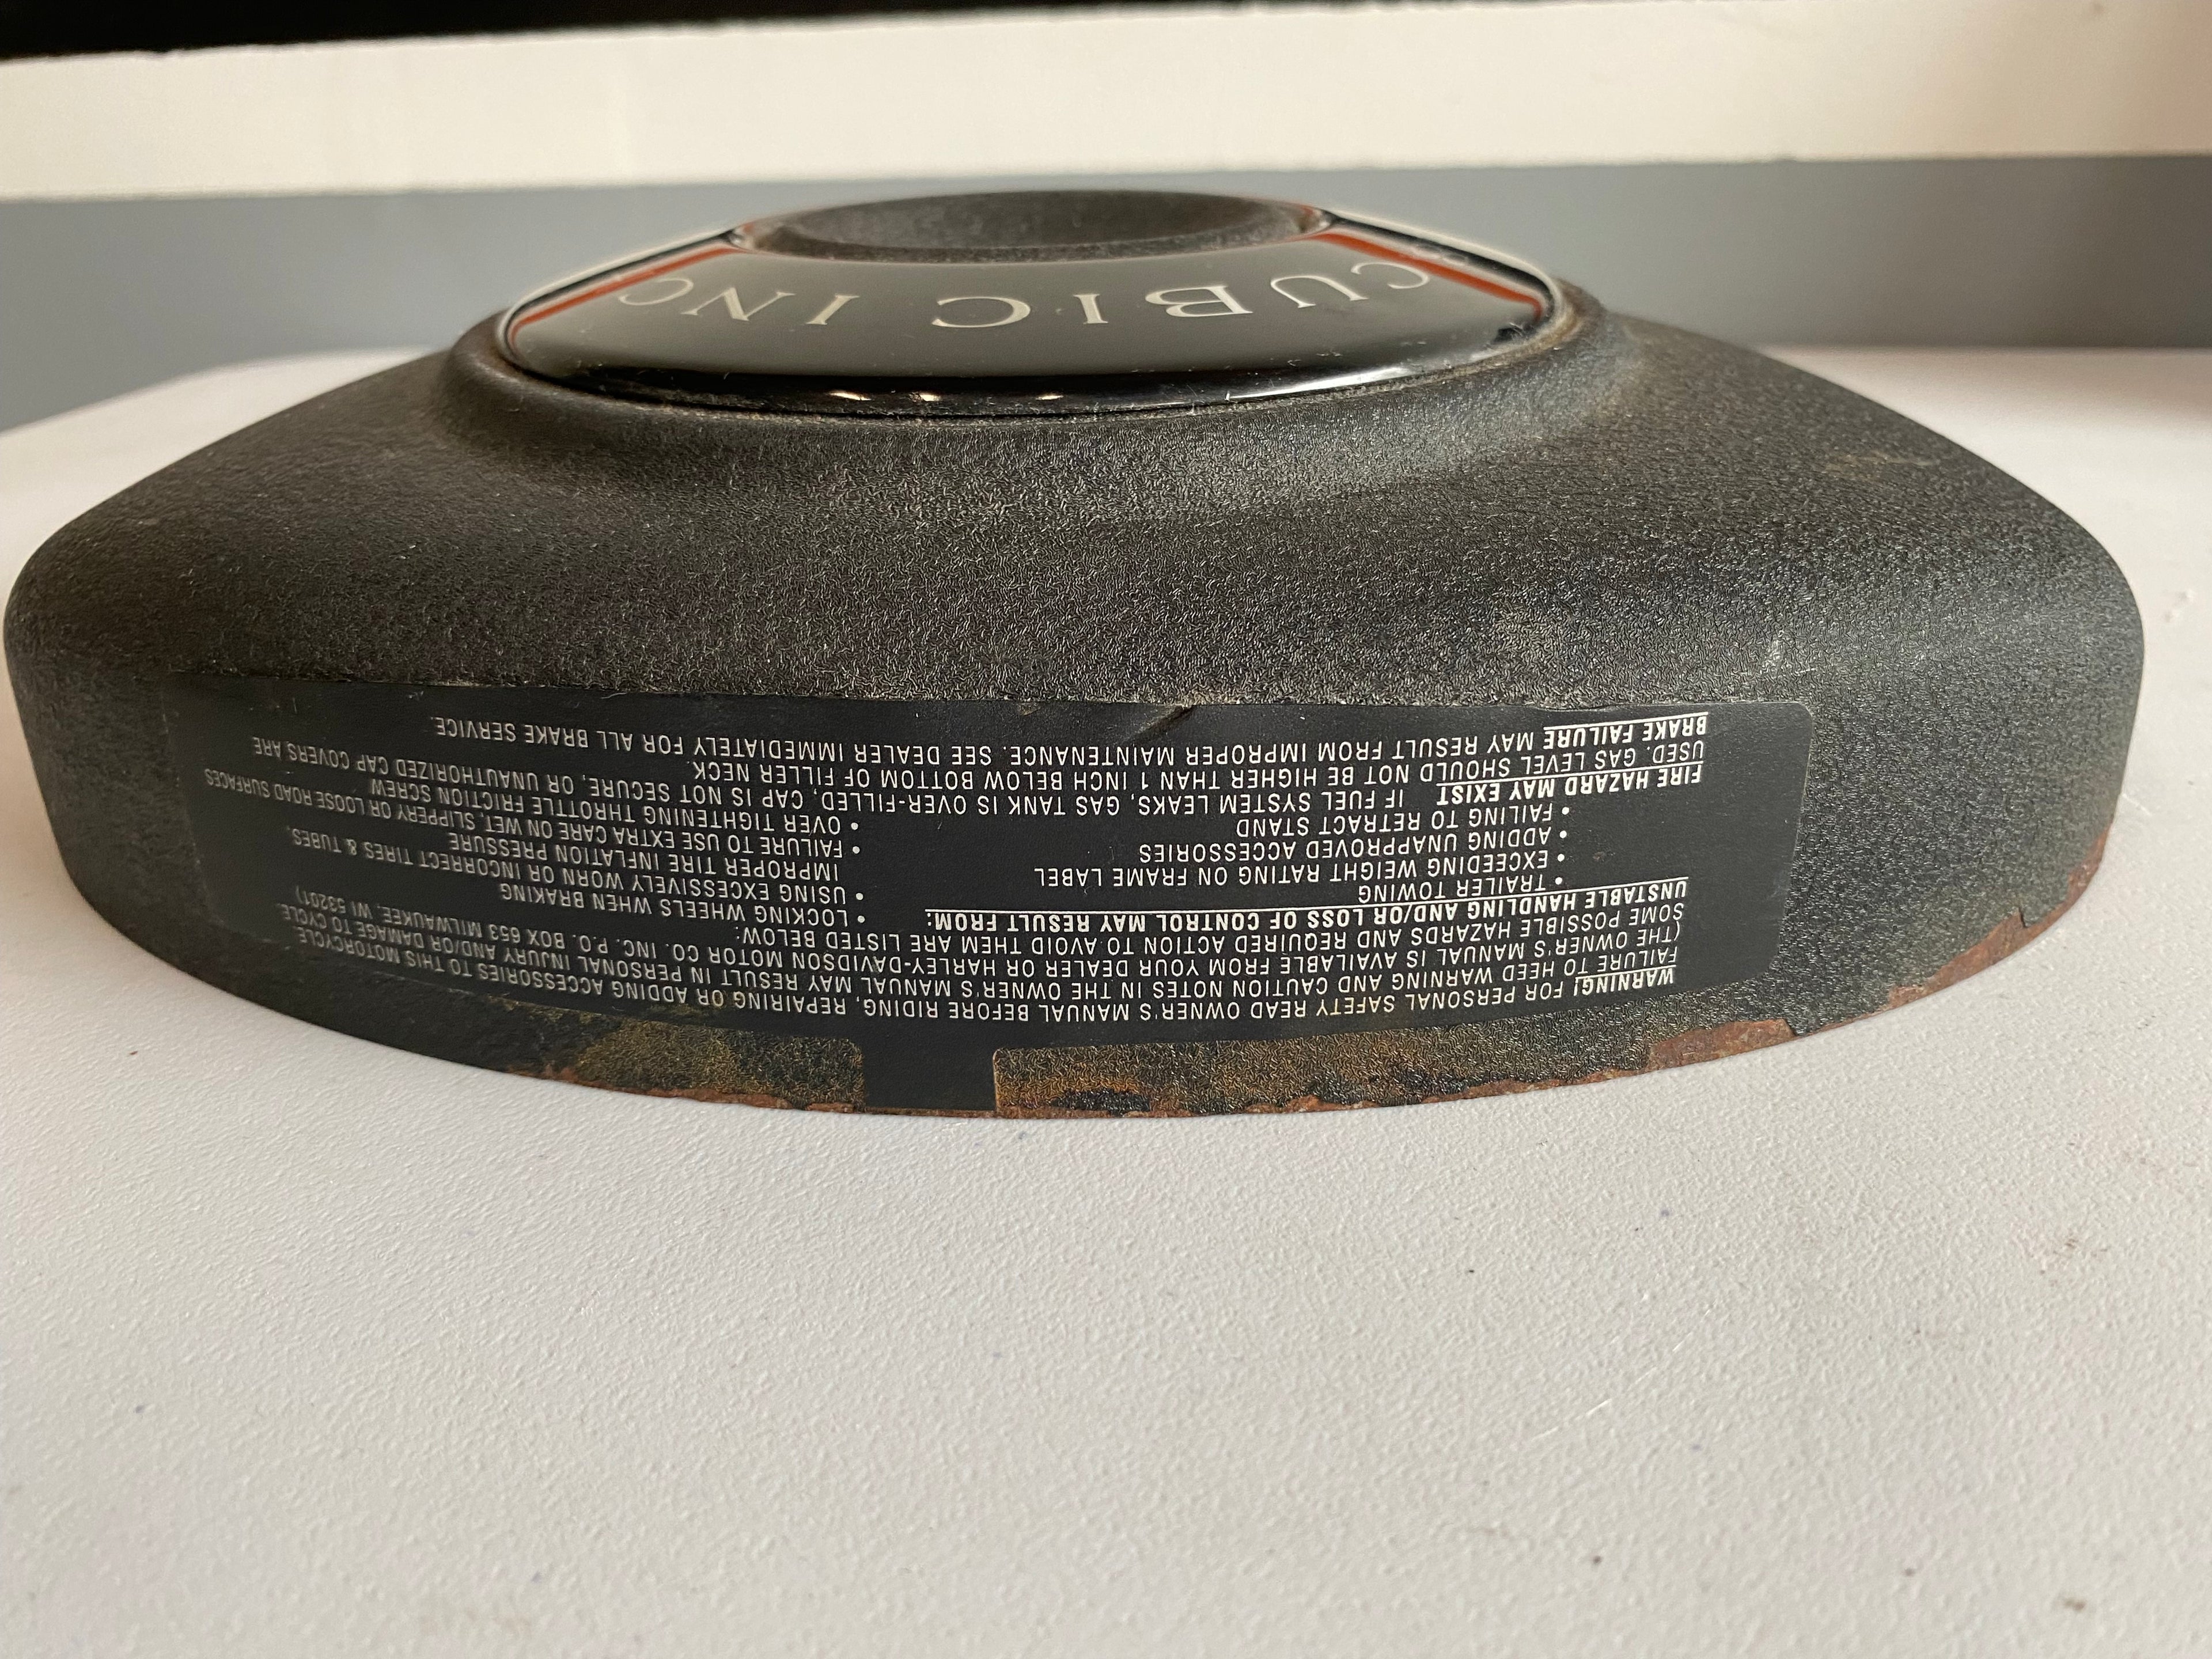 WARNING! FOR PERSONAL SAFETY READ OWNER'S MANUAL BEFORE RIDING, REPAIRING, OR ADDING ACCESSORIES TO THIS MOTORCYCLE.
FAILURE TO HEED WARNING AND CAUTION NOTES IN THE OWNER'S MANUAL MAY RESULT IN PERSONAL INJURY AND/OR DAMAGE TO CYCLE.
(THE OWNER'S MANUAL IS AVAILABLE FROM YOUR DEALER OR HARLEY-DAVIDSON MOTOR CO. INC. P.O. BOX 653 MILWAUKEE, WI 53201)
SOME POSSIBLE HAZARDS AND REQUIRED ACTION TO AVOID THEM ARE LISTED BELOW:
UNSTABLE HANDLING AND/OR LOSS OF CONTROL MAY RESULT FROM:
• TRAILER TOWING
• EXCEEDING WEIGHT RATING ON FRAME LABEL
• ADDING UNAPPROVED ACCESSORIES
• FAILING TO RETRACT STAND
• LOCKING WHEELS WHEN BRAKING
• USING EXCESSIVELY WORN OR INCORRECT TIRES & TUBES,
IMPROPER TIRE INFLATION PRESSURE
• FAILURE TO USE EXTRA CARE ON WET, SLIPPERY OR LOOSE ROAD SURFACES
• OVER TIGHTENING THROTTLE FRICTION SCREW
FIRE HAZARD MAY EXIST IF FUEL SYSTEM LEAKS, GAS TANK IS OVER-FILLED, CAP IS NOT SECURE, OR UNAUTHORIZED CAP COVERS ARE
USED. GAS LEVEL SHOULD NOT BE HIGHER THAN 1 INCH BELOW BOTTOM OF FILLER NECK
BRAKE FAILURE MAY RESULT FROM IMPROPER MAINTENANCE. SEE DEALER IMMEDIATELY FOR ALL BRAKE SERVICE.
CUBIC INC